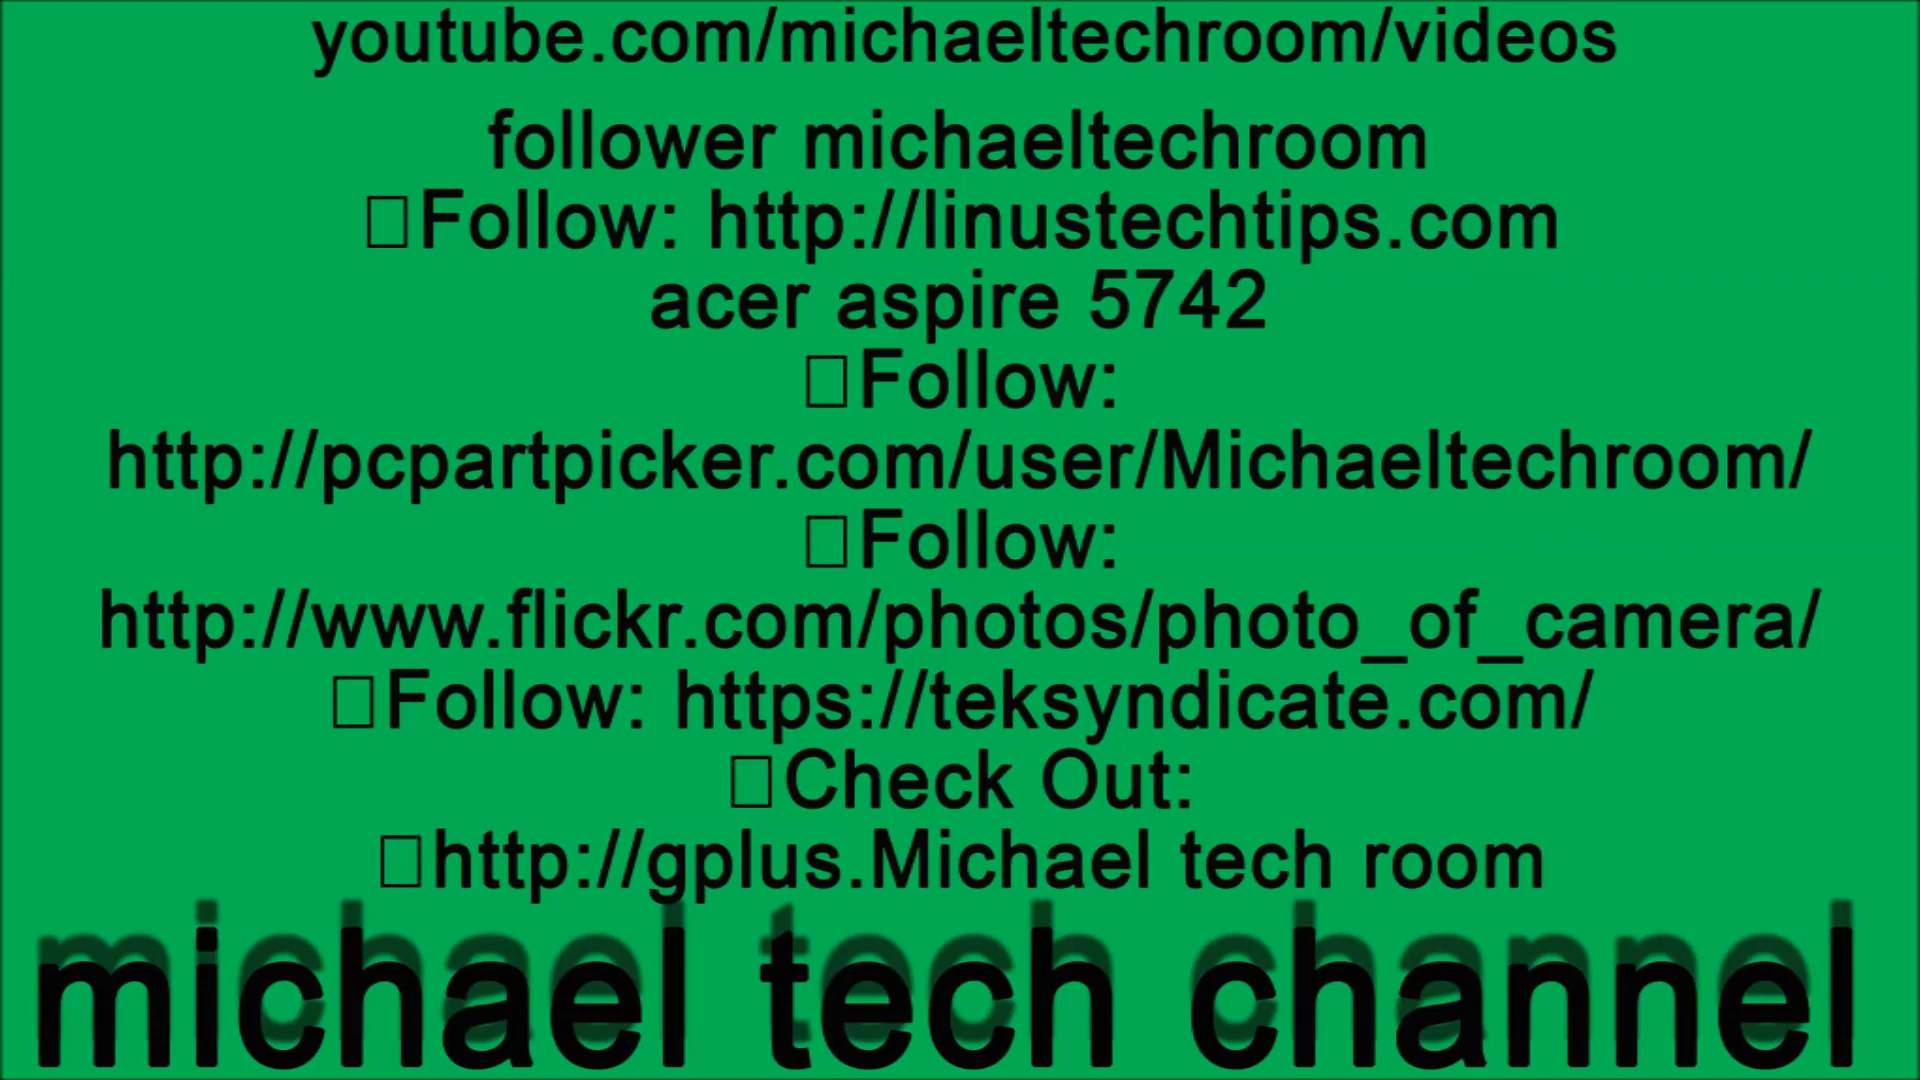 youtube.com/michaeltechroom/videos
follower michaeltechroom
□Follow: http://linustechtips.com
acer aspire 5742
□Follow:
http://pcpartpicker.com/user/Michaeltechroom/
□Follow:
http://www.flickr.com/photos/photo_of_camera/
□Follow: https://teksyndicate.com/
□Check Out:
□http://gplus.Michael tech room
michael tech channel